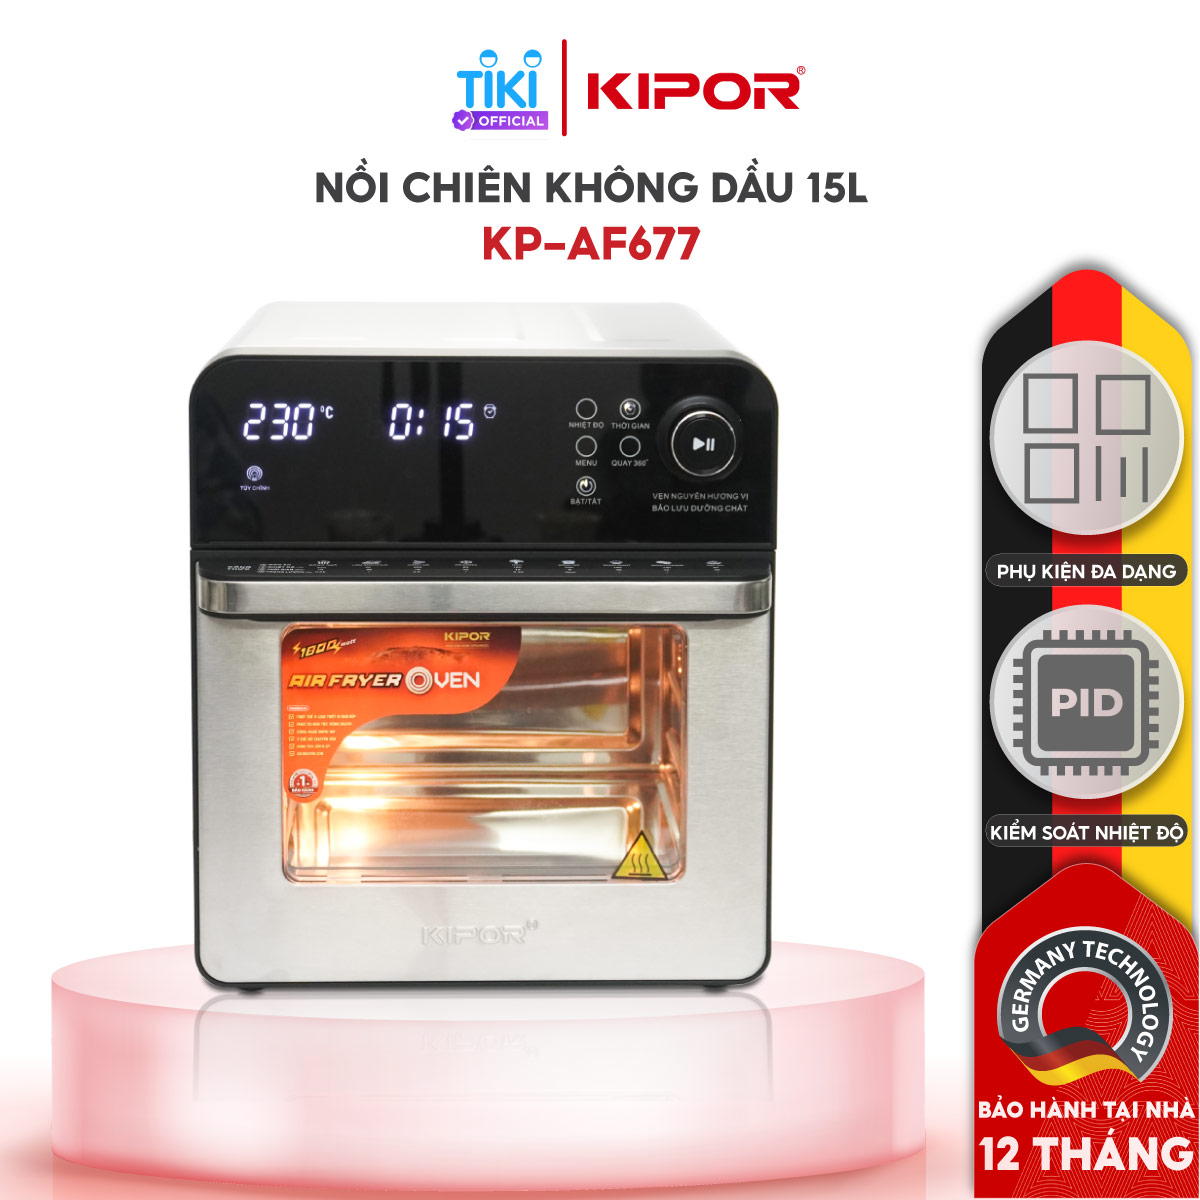 TIKI
OFFICIAL
KIPOR®
NỒI CHIÊN KHÔNG DẦU 15L
KP-AF677
230 °C
0:15
TÙY CHỈNH
NHIỆT ĐỘ
THỜI GIAN
MENU
QUAY 360°
BẬT/TẮT
VẸN NGUYÊN HƯƠNG VỊ
BẢO LƯU DƯỠNG CHẤT
KIPOR
1800 watt
AIR FRYER OVEN
KIPOR
PHỤ KIỆN ĐA DẠNG
PID
KIỂM SOÁT NHIỆT ĐỘ
GERMANY TECHNOLOGY
BẢO HÀNH TẠI NHÀ
12 THÁNG